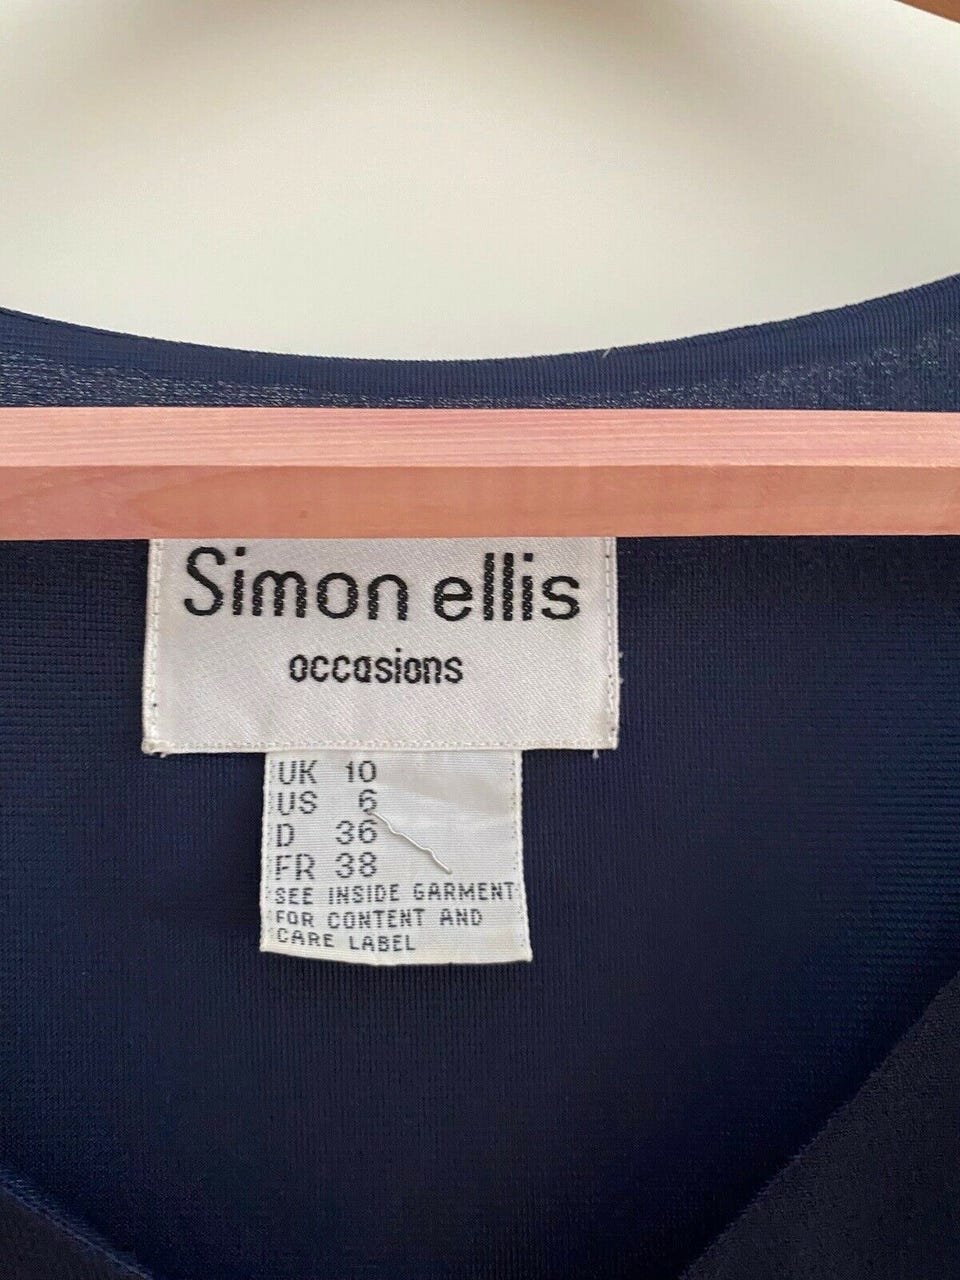 Simon ellis
occasions
UK 10
US 6
D 36
FR 38
SEE INSIDE GARMENT
FOR CONTENT AND
CARE LABEL